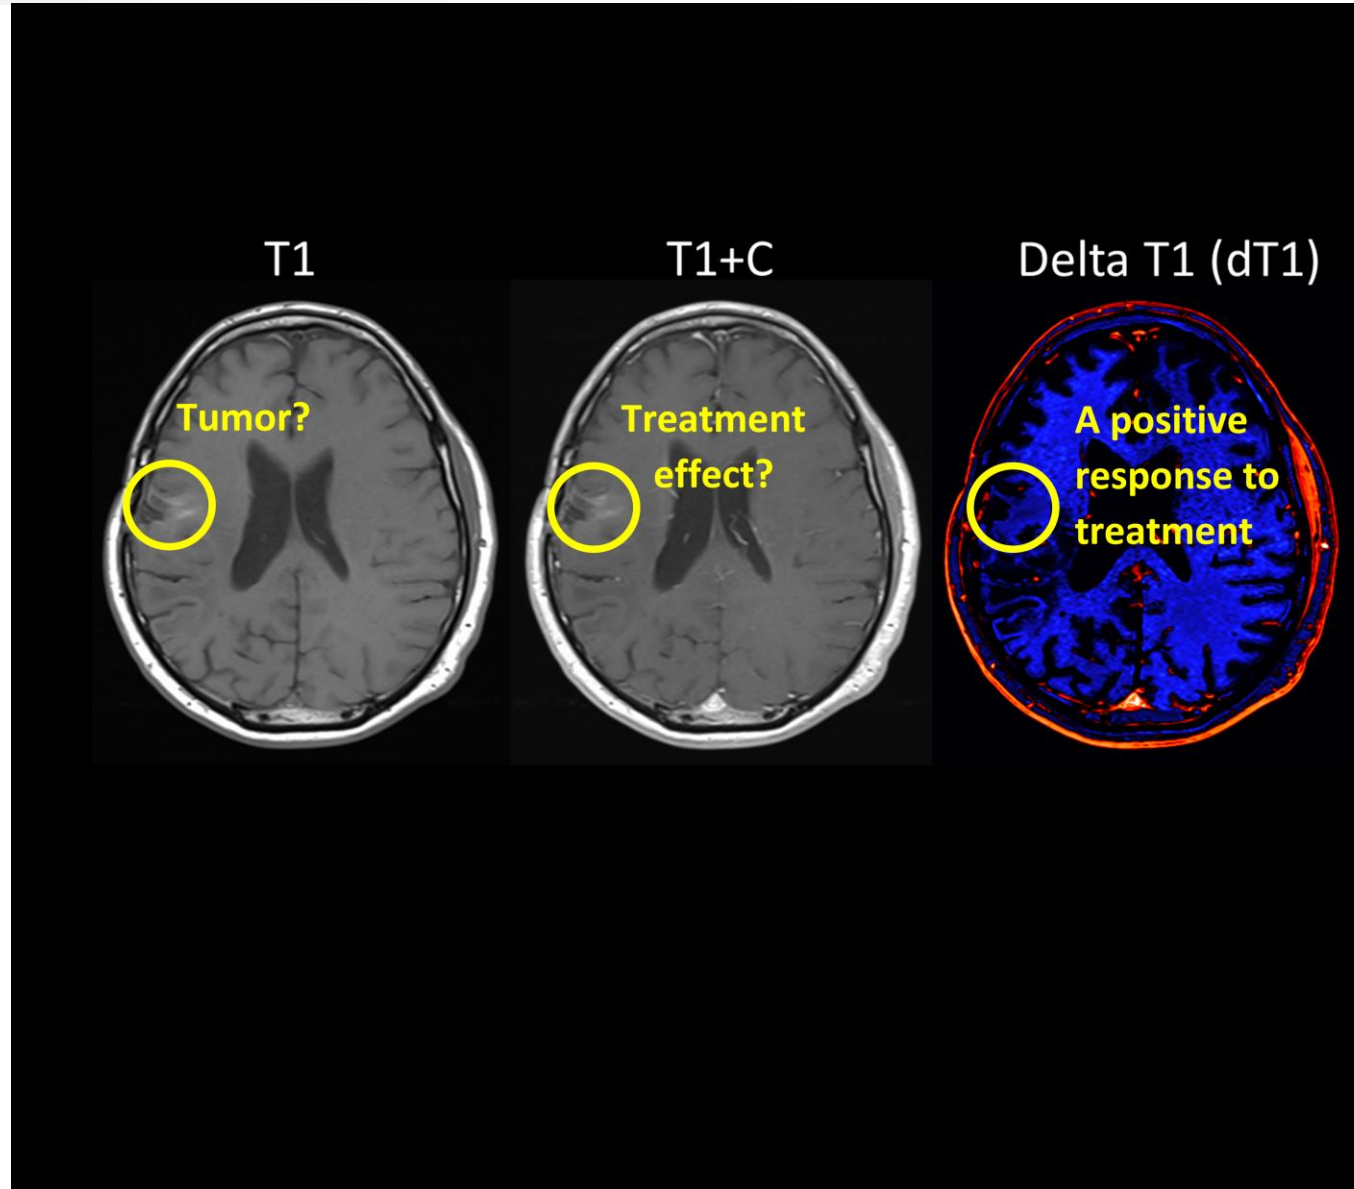 T1
T1+C
Delta T1 (dT1)
Tumor?
Treatment
effect?
A positive
response to
treatment